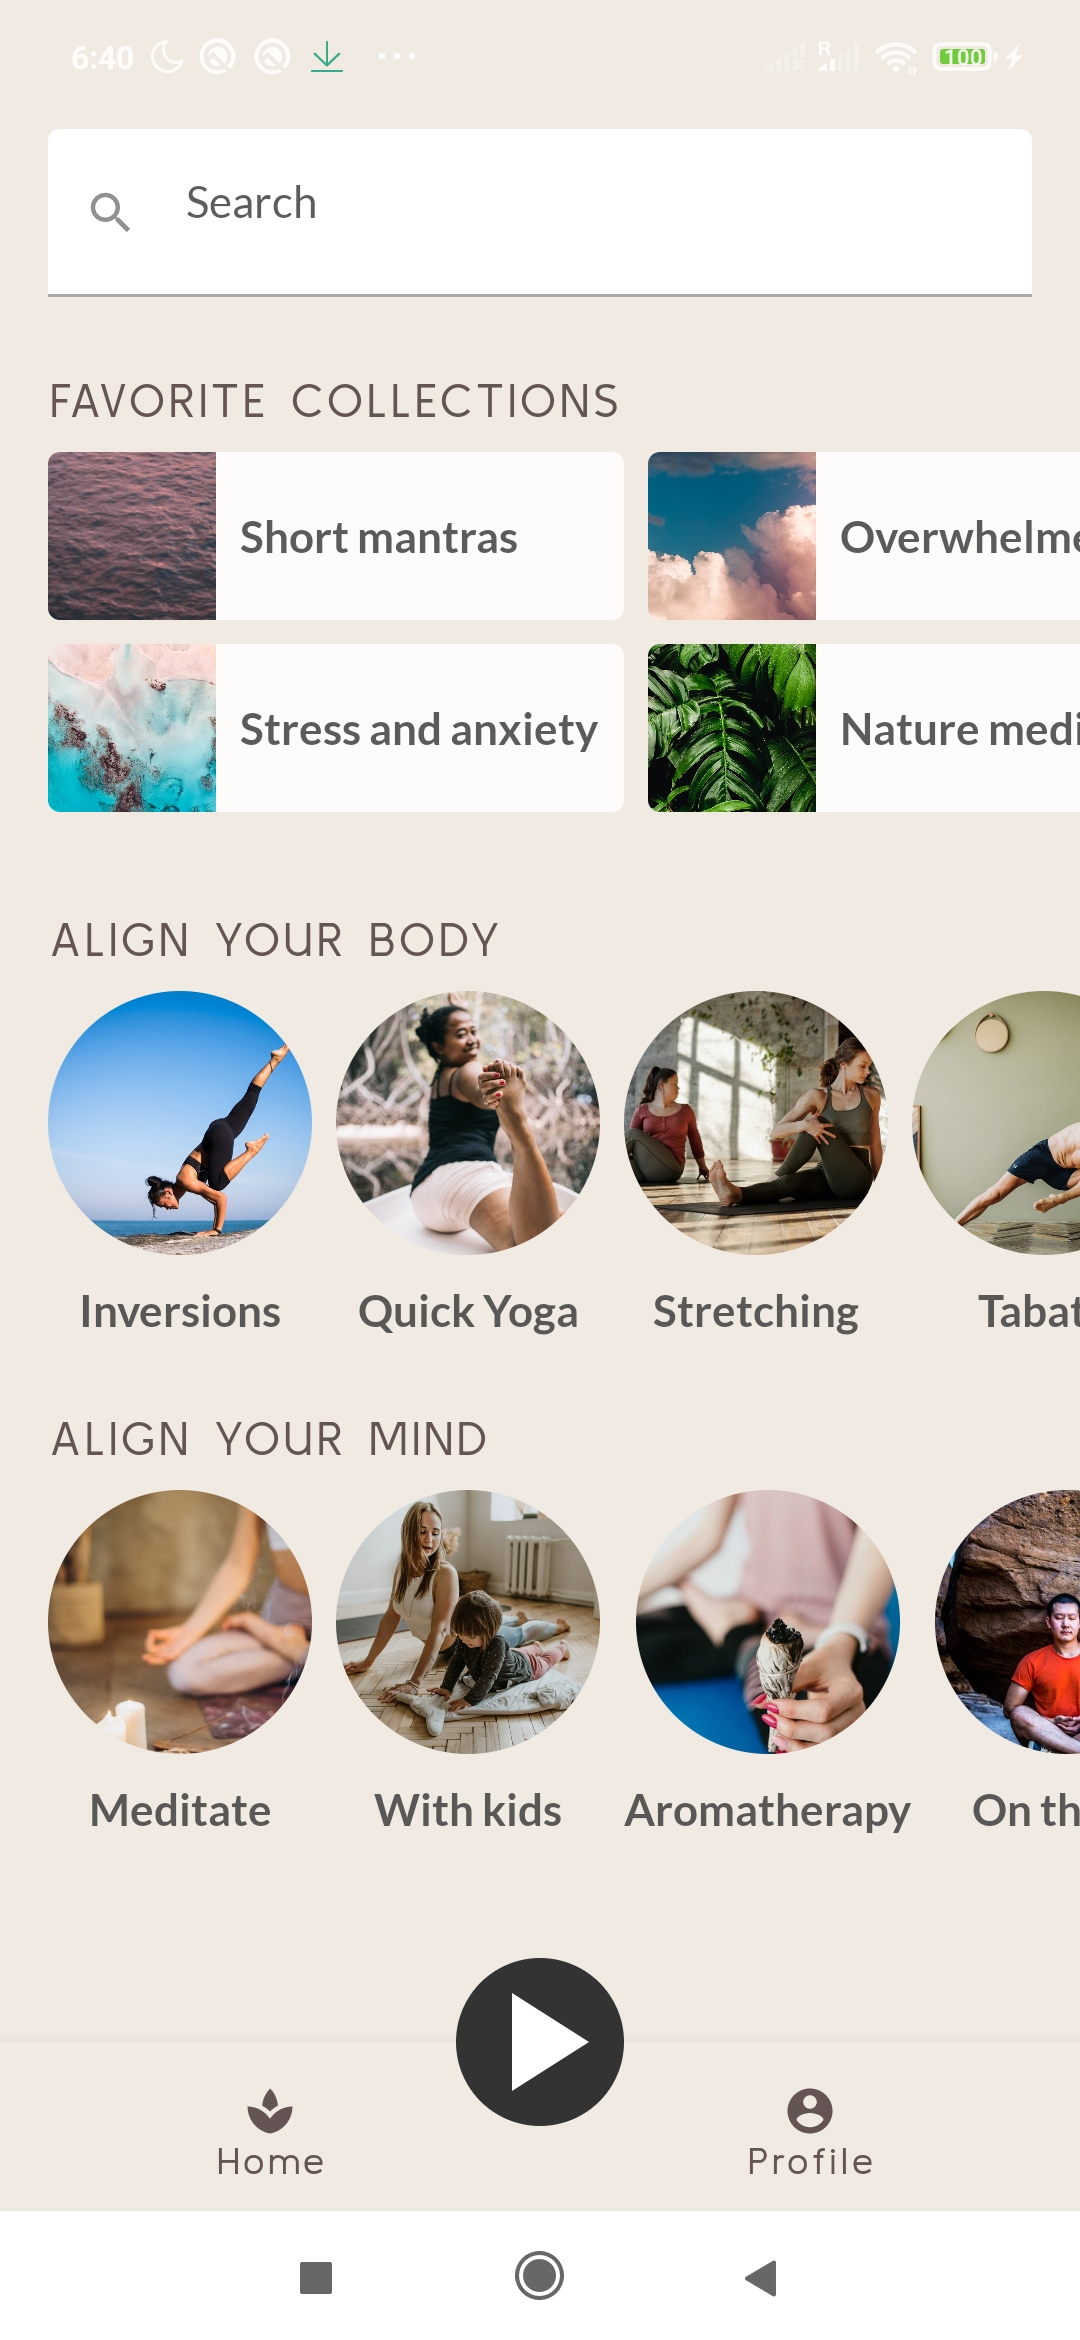 6:40
R
100
Search
FAVORITE COLLECTIONS
Short mantras
Overwhelme
Stress and anxiety
Nature medi
ALIGN YOUR BODY
Inversions
Quick Yoga
Stretching
Tabat
ALIGN YOUR MIND
Meditate
With kids
Aromatherapy
On th
Home
Profile